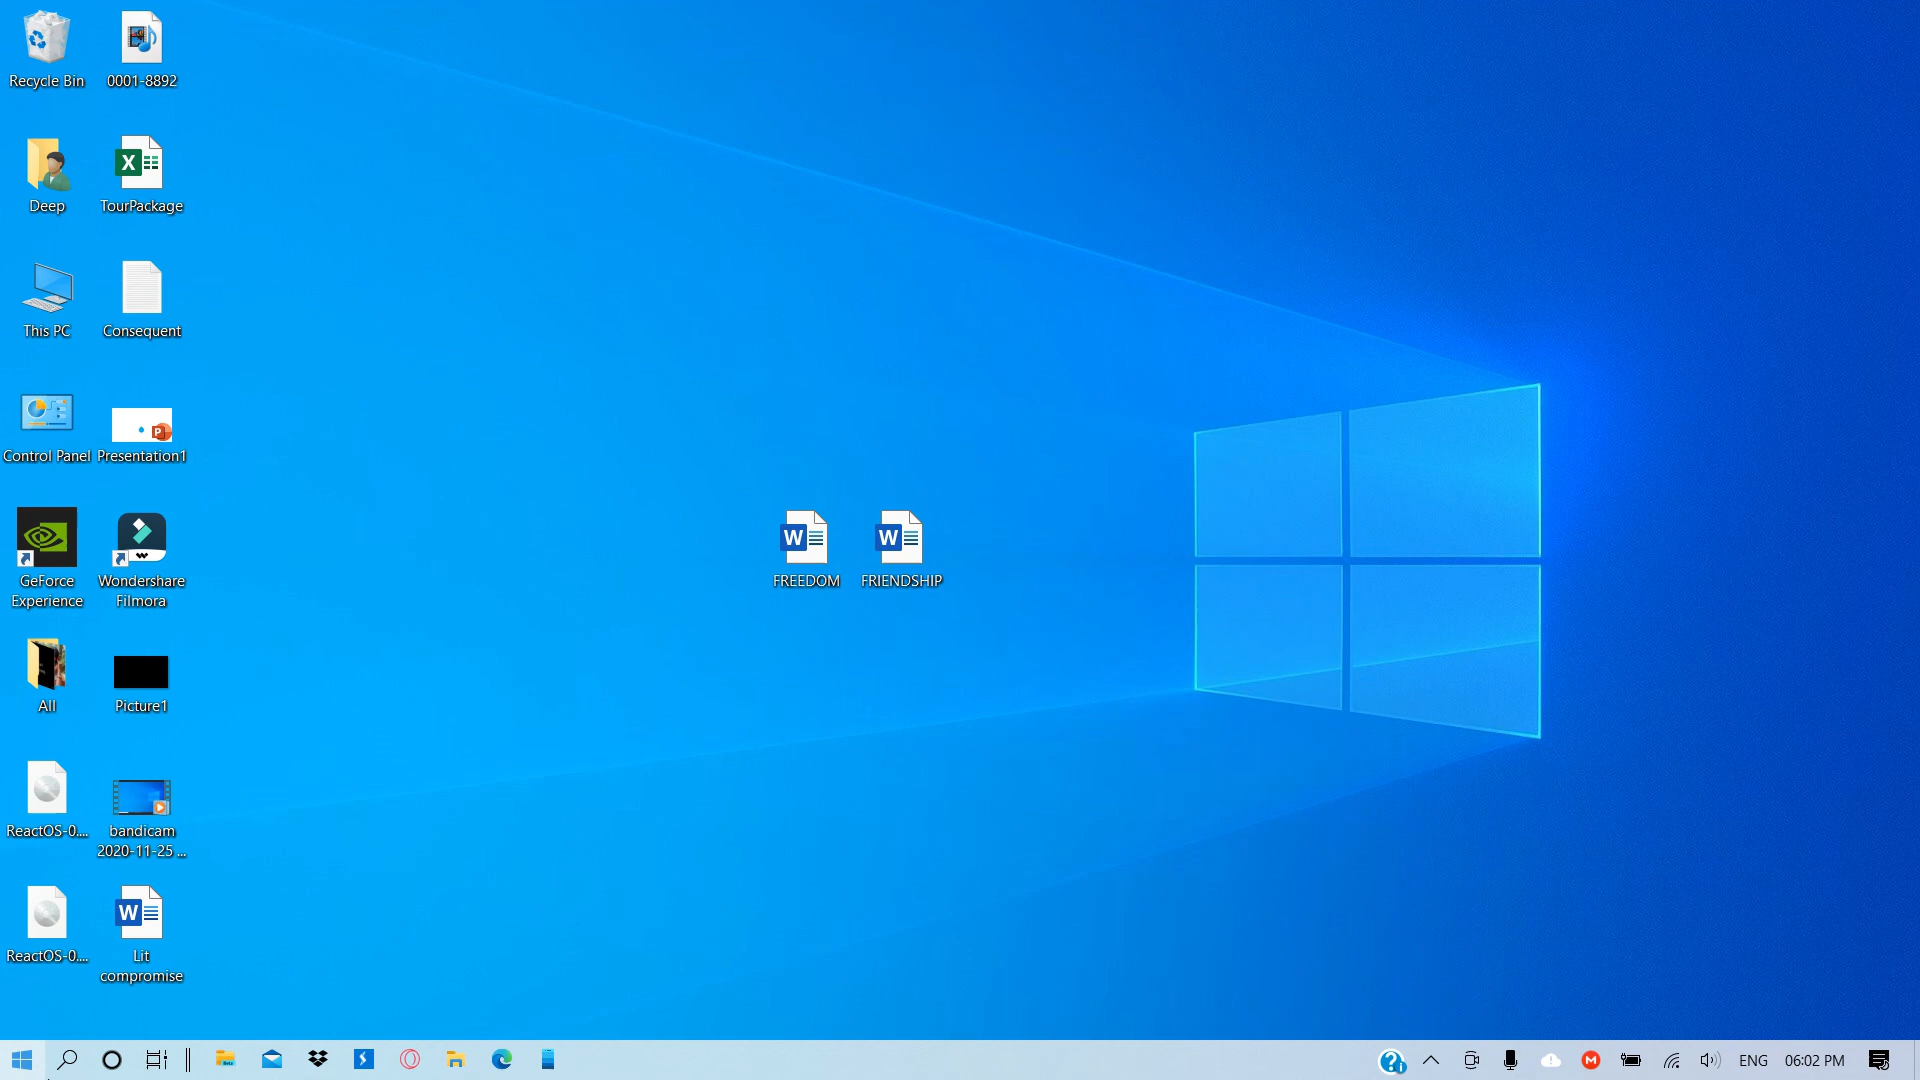 Recycle Bin
0001-8892
Deep
TourPackage
This PC
Consequent
Control Panel
Presentation1
GeForce
Experience
Wondershare
Filmora
FREEDOM
FRIENDSHIP
All
Picture1
ReactOS-0....
bandicam
2020-11-25 ...
ReactOS-0....
Lit
compromise
ENG
06:02 PM